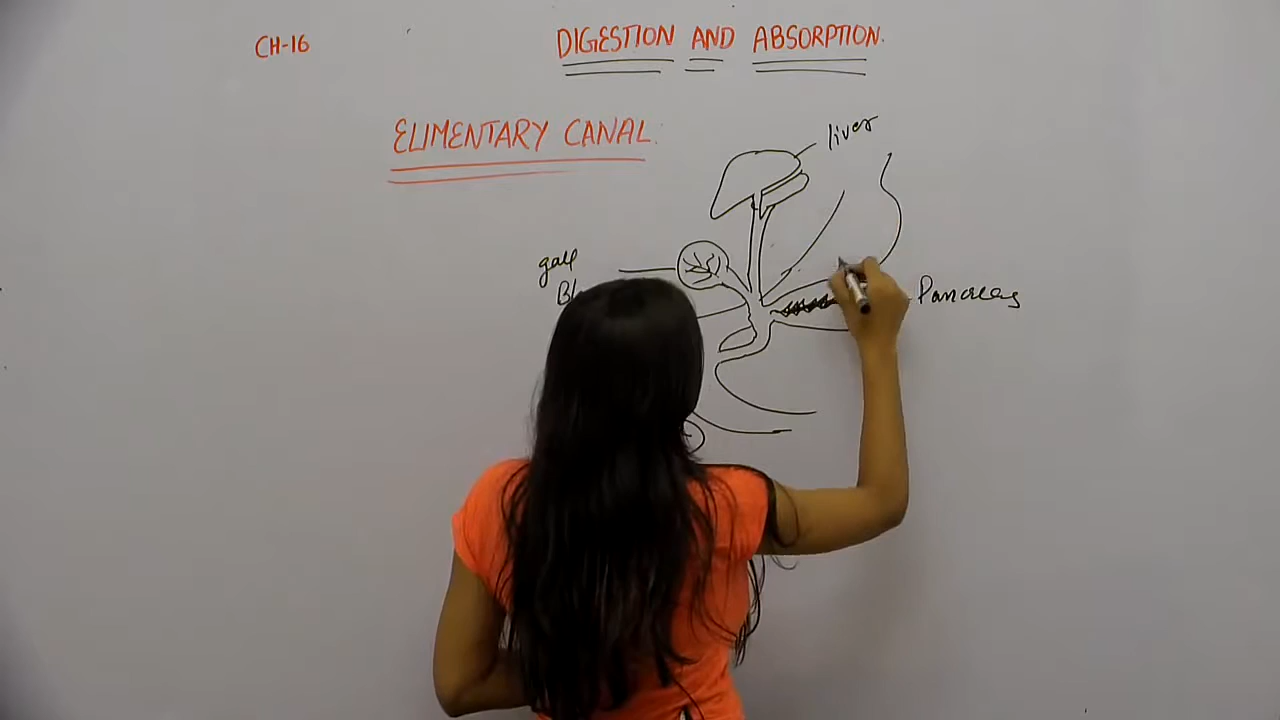 CH-16
DIGESTION AND ABSORPTION.
ELIMENTARY CANAL.
liver
gall
Bl
Pancreas